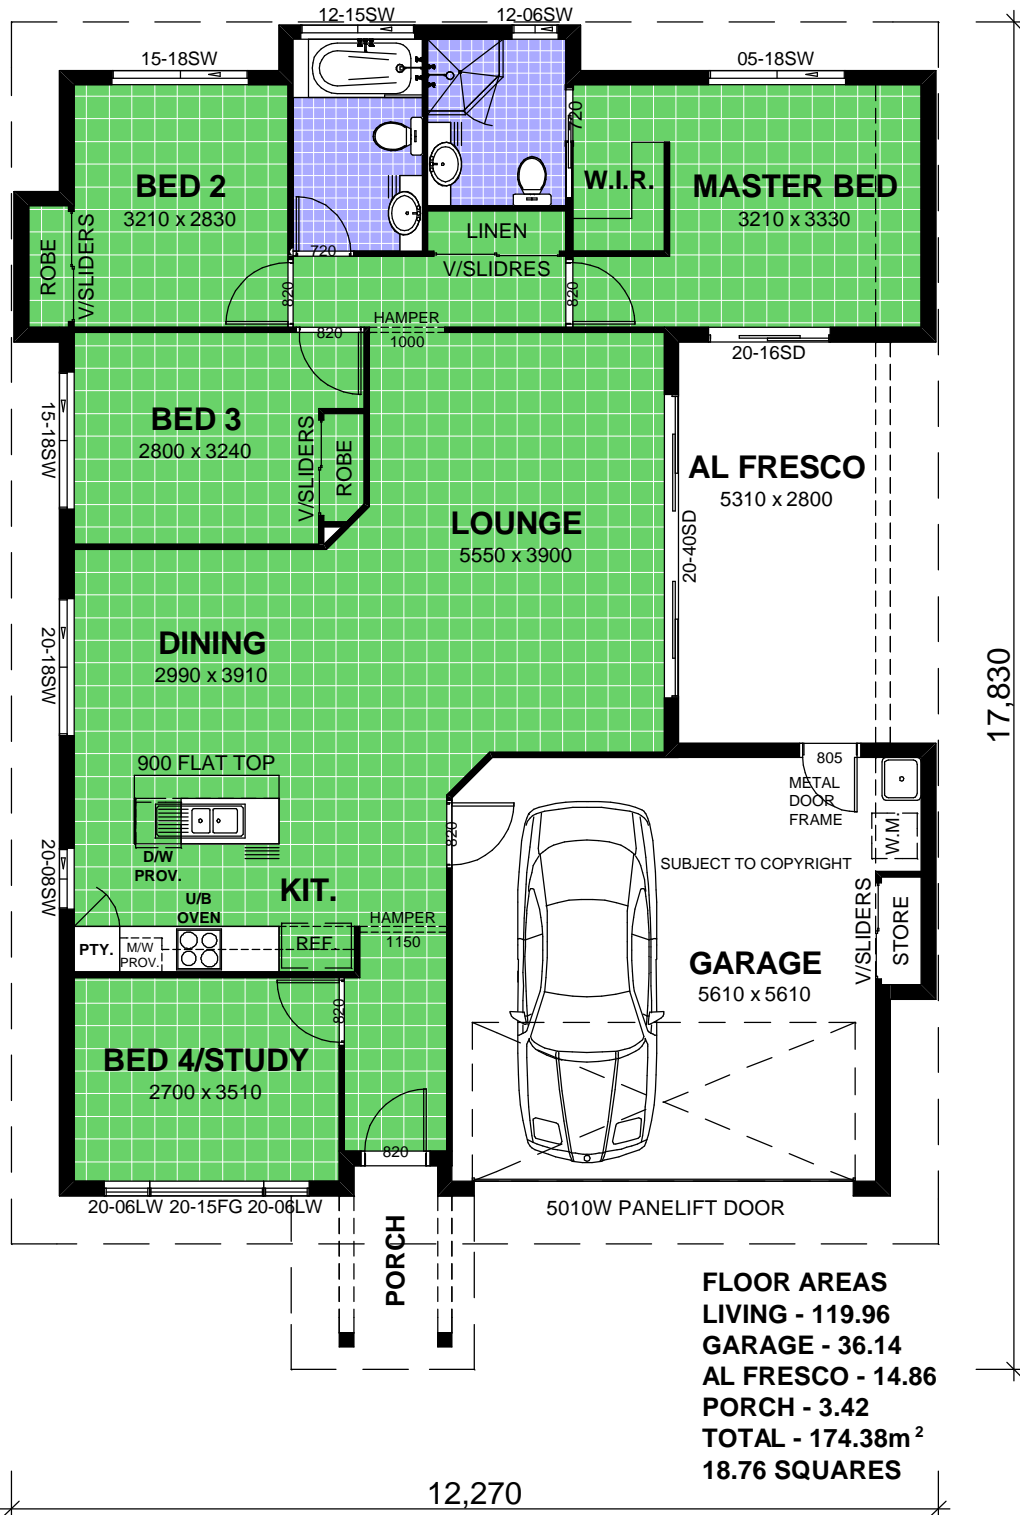 12-15SW
12-06SW
15-18SW
05-18SW
720
BED 2
3210 x 2830
W.I.R.
MASTER BED
3210 x 3330
ROBE
V/SLIDERS
LINEN
V/SLIDRES
720
820
820
HAMPER
1000
820
20-16SD
15-18SW
BED 3
2800 x 3240
V/SLIDERS
ROBE
AL FRESCO
5310 x 2800
LOUNGE
5550 x 3900
20-40SD
20-18SW
DINING
2990 x 3910
17,830
900 FLAT TOP
805
METAL
DOOR
FRAME
W.M.
820
SUBJECT TO COPYRIGHT
20-08SW
D/W
PROV.
U/B
OVEN
KIT.
HAMPER
1150
PTY.
M/W
PROV.
REF.
V/SLIDERS
STORE
GARAGE
5610 x 5610
820
BED 4/STUDY
2700 x 3510
820
20-06LW 20-15FG 20-06LW
5010W PANELIFT DOOR
PORCH
FLOOR AREAS
LIVING - 119.96
GARAGE - 36.14
AL FRESCO - 14.86
PORCH - 3.42
TOTAL - 174.38m²
18.76 SQUARES
12,270